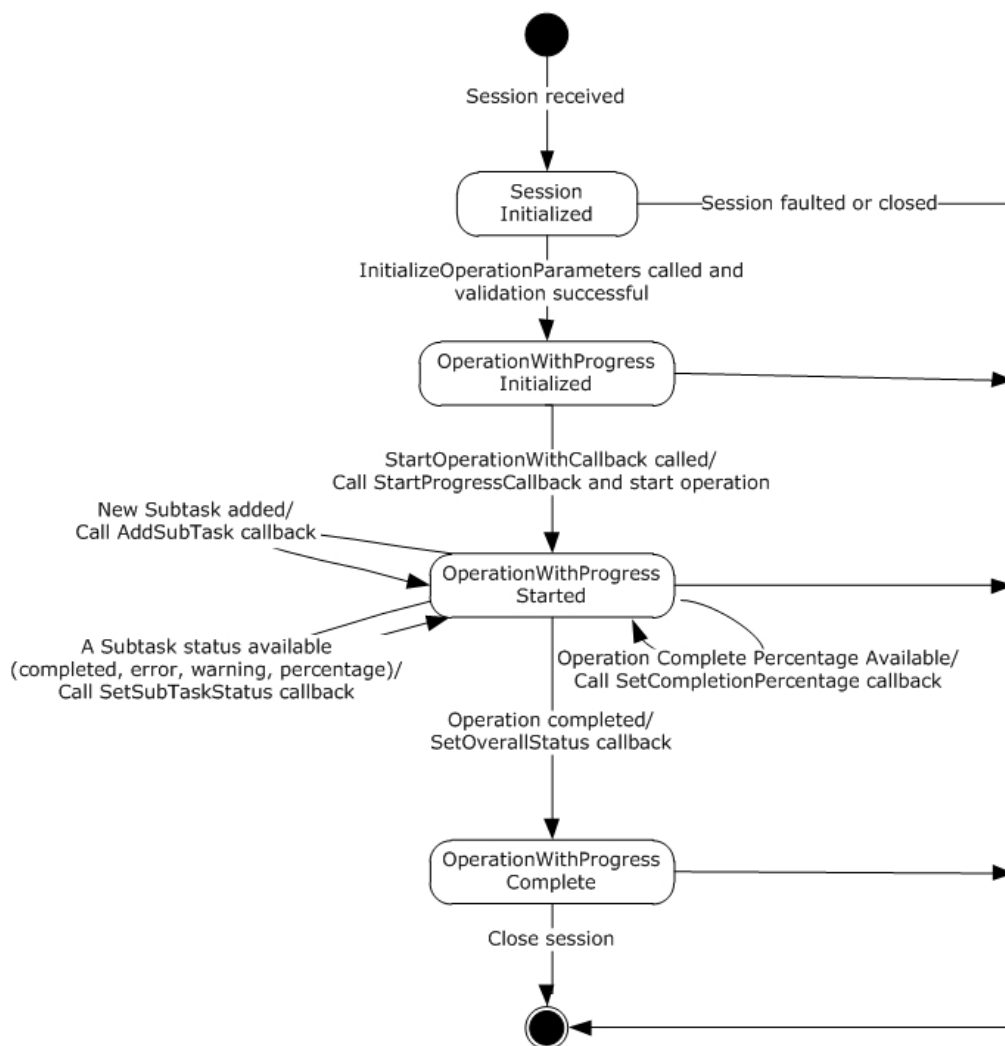 Session received
Session
Initialized
Session faulted or closed
InitializeOperationParameters called and
validation successful
OperationWithProgress
Initialized
StartOperationWithCallback called/
Call StartProgressCallback and start operation
New Subtask added/
Call AddSubTask callback
OperationWithProgress
Started
A Subtask status available
(completed, error, warning, percentage)/
Call SetSubTaskStatus callback
Operation Complete Percentage Available/
Call SetCompletionPercentage callback
Operation completed/
SetOverallStatus callback
OperationWithProgress
Complete
Close session